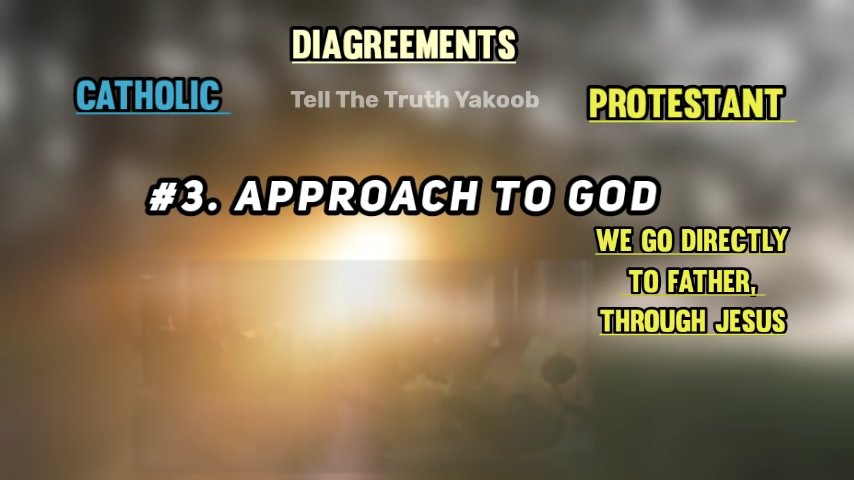 DIAGREEMENTS
CATHOLIC
Tell The Truth Yakoob
PROTESTANT
#3. APPROACH TO GOD
WE GO DIRECTLY
TO FATHER,
THROUGH JESUS